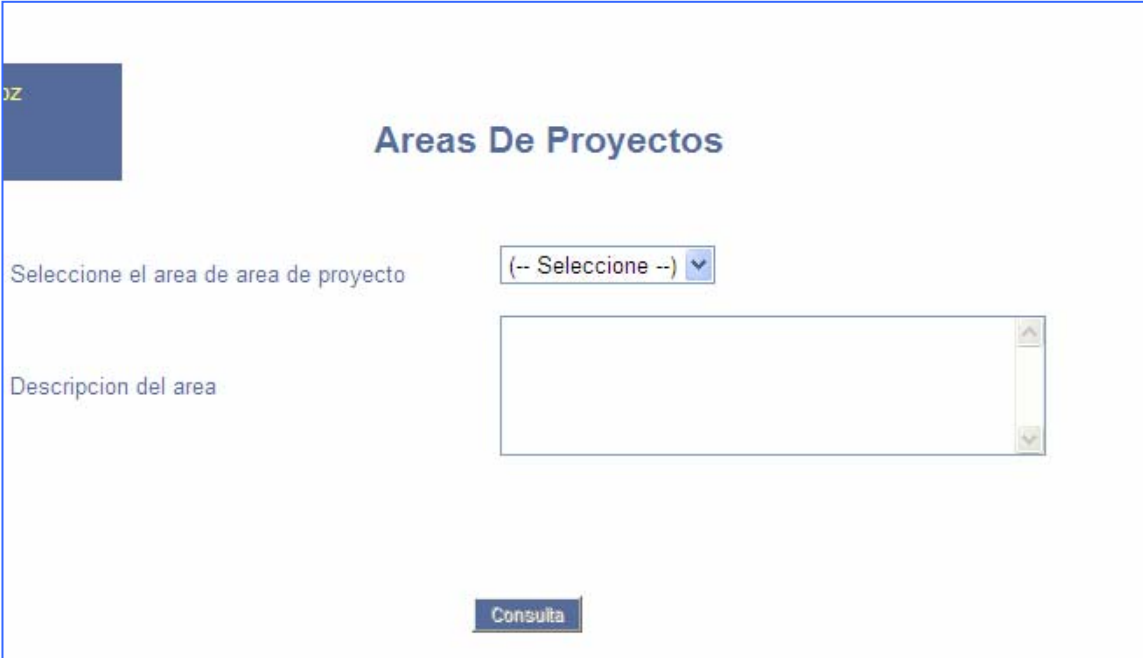 Areas De Proyectos
Seleccione el area de area de proyecto
(-- Seleccione --)
Descripcion del area
Consulta